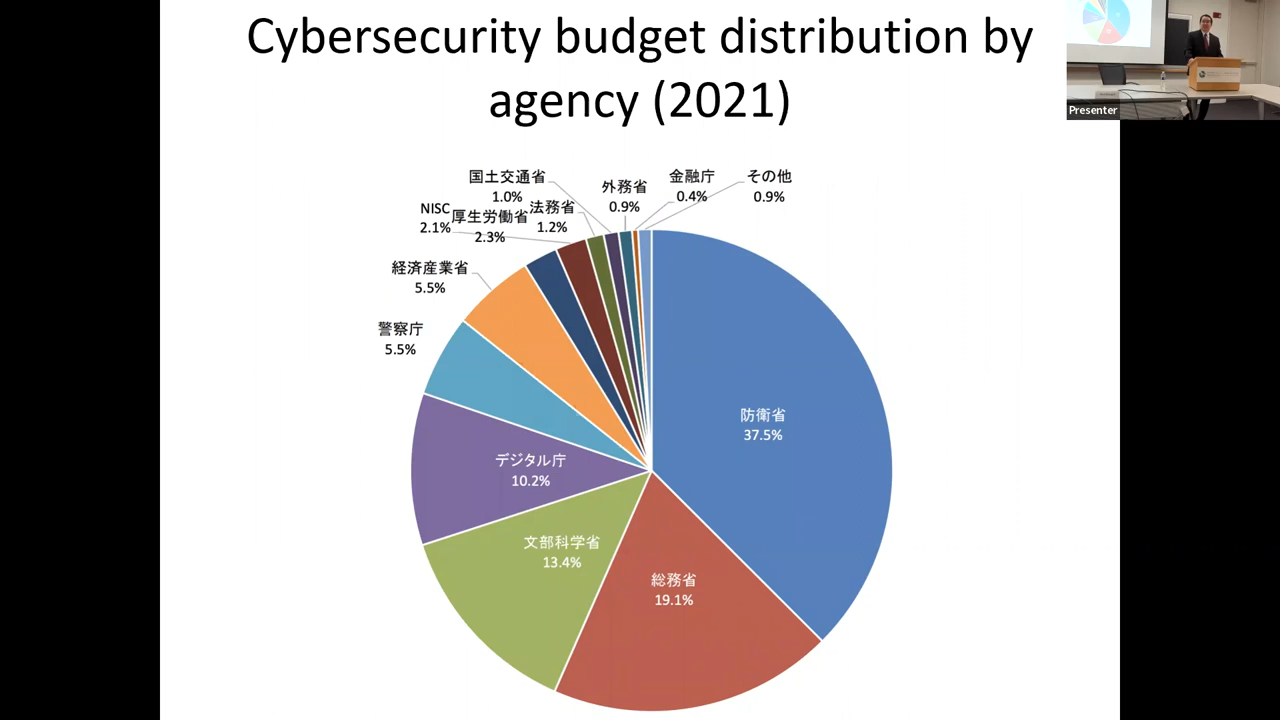 Cybersecurity budget distribution by
agency (2021)
Presenter
国土交通省
1.0%
外務省
0.9%
金融庁
0.4%
その他
0.9%
NISC
2.1%
厚生労働省
2.3%
法務省
1.2%
経済産業省
5.5%
警察庁
5.5%
防衛省
37.5%
デジタル庁
10.2%
文部科学省
13.4%
総務省
19.1%